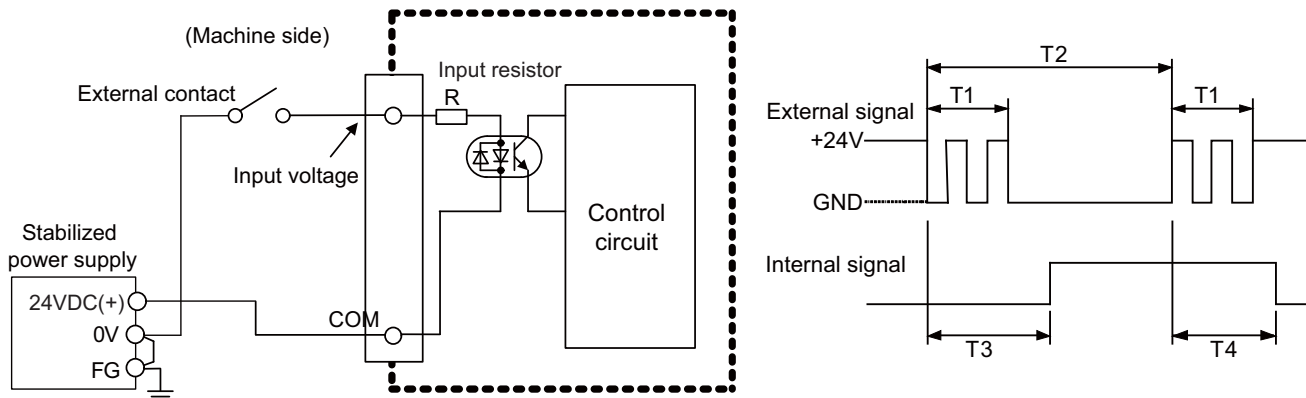 (Machine side)
Input resistor
R
External contact
Input voltage
Control
circuit
Stabilized
power supply
24VDC(+)
0V
FG
COM
T2
T1
T1
External signal
+24V
GND
Internal signal
T3
T4